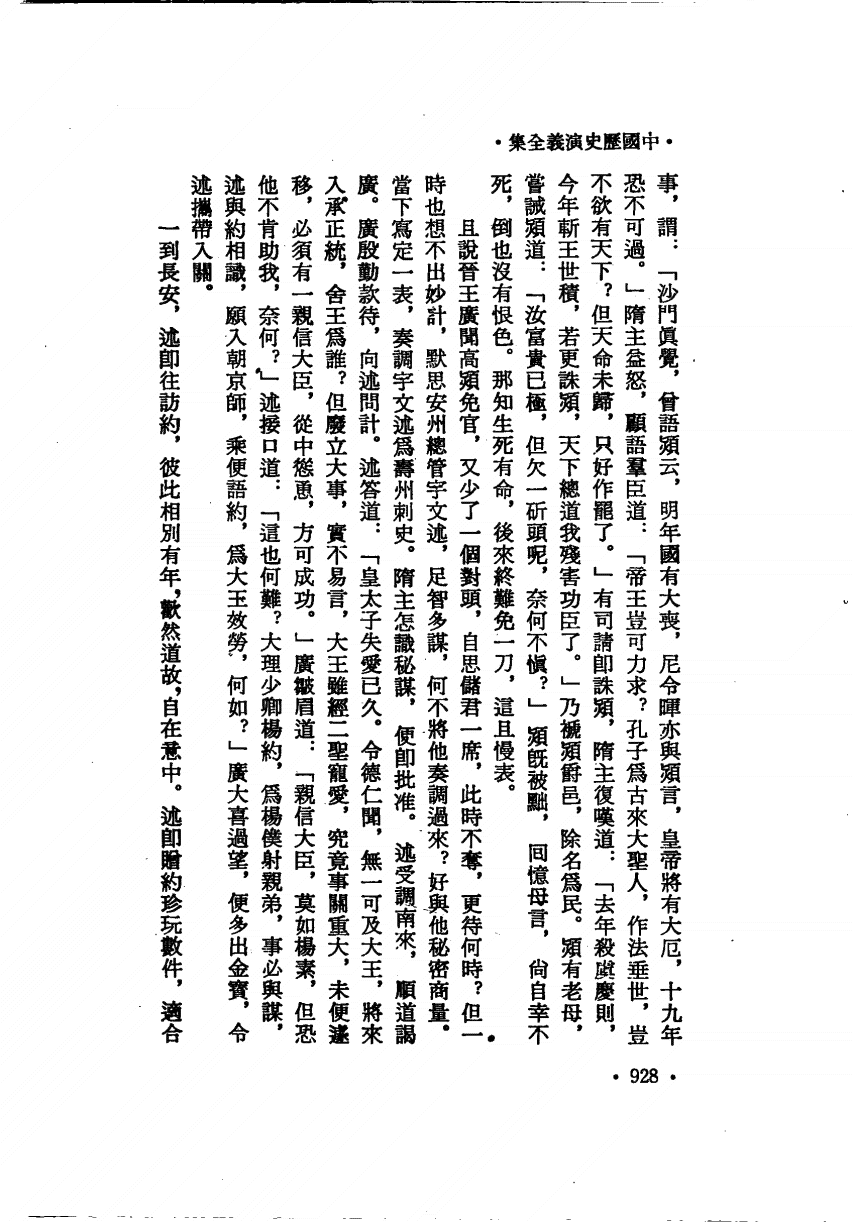 ·中國歷史演義全集·
事，謂：「沙門眞覺，曾語熲云，明年國有大喪，尼令暉亦與熲言，皇帝將有大厄，十九年
恐不可過。」隋主益怒，顧語羣臣道：「帝王豈可力求？孔子爲古來大聖人，作法垂世，豈
不欲有天下？但天命未歸，只好作罷了。」有司請卽誅熲，隋主復嘆道：「去年殺虞慶則，
今年斬王世積，若更誅熲，天下總道我殘害功臣了。」乃褫熲爵邑，除名爲民。熲有老母，
嘗誡熲道：「汝富貴已極，但欠一斫頭呢，奈何不愼？」熲旣被黜，回憶母言，尙自幸不
死，倒也沒有恨色。那知生死有命，後來終難免一刀，這且慢表。
且說晉王廣聞高熲免官，又少了一個對頭，自思儲君一席，此時不奪，更待何時？但一
時也想不出妙計，默思安州總管宇文述，足智多謀，何不將他奏調過來？好與他秘密商量。
當下寫定一表，奏調宇文述爲壽州刺史。隋主怎識秘謀，便卽批准。述受調南來，順道謁
廣。廣殷勤款待，向述問計。述答道：「皇太子失愛已久。令德仁聞，無一可及大王，將來
入承正統，舍王爲誰？但廢立大事，實不易言，大王雖經二聖寵愛，究竟事關重大，未便遽
移，必須有一親信大臣，從中慫恿，方可成功。」廣皺眉道：「親信大臣，莫如楊素，但恐
他不肯助我，奈何？」述接口道：「這也何難？大理少卿楊約，爲楊僕射親弟，事必與謀，
述與約相識，願入朝京師，乘便語約，爲大王效勞，何如？」廣大喜過望，便多出金寶，令
述攜帶入關。
一到長安，述卽往訪約，彼此相別有年，歡然道故，自在意中。述卽贈約珍玩數件，適合
·928·